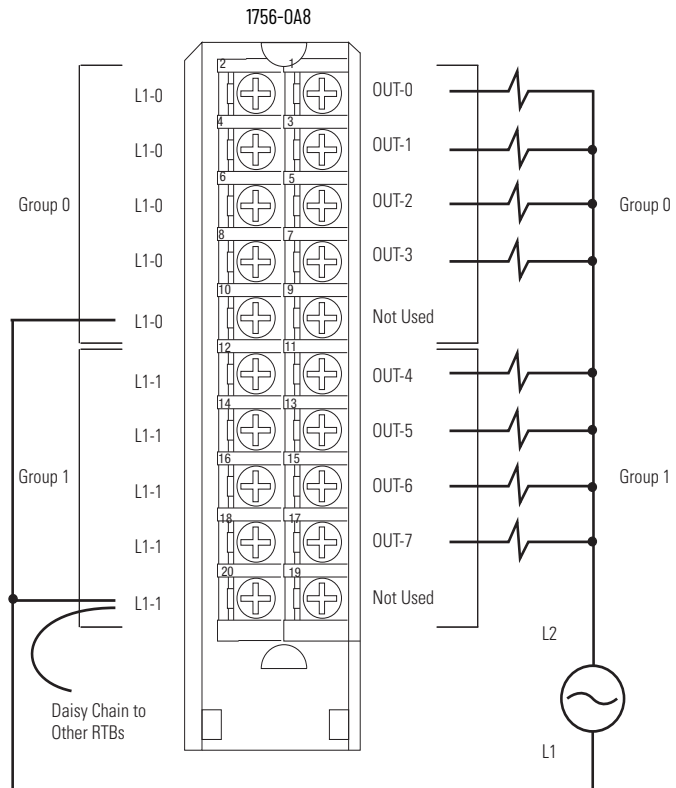 1756-OA8
2 1
L1-0 OUT-0
4 3
L1-0 OUT-1
6 5
Group 0 L1-0 OUT-2 Group 0
8 7
L1-0 OUT-3
10 9
L1-0 Not Used
12 11
L1-1 OUT-4
14 13
L1-1 OUT-5
16 15
Group 1 L1-1 OUT-6 Group 1
18 17
L1-1 OUT-7
20 19
L1-1 Not Used
L2
Daisy Chain to
Other RTBs
L1